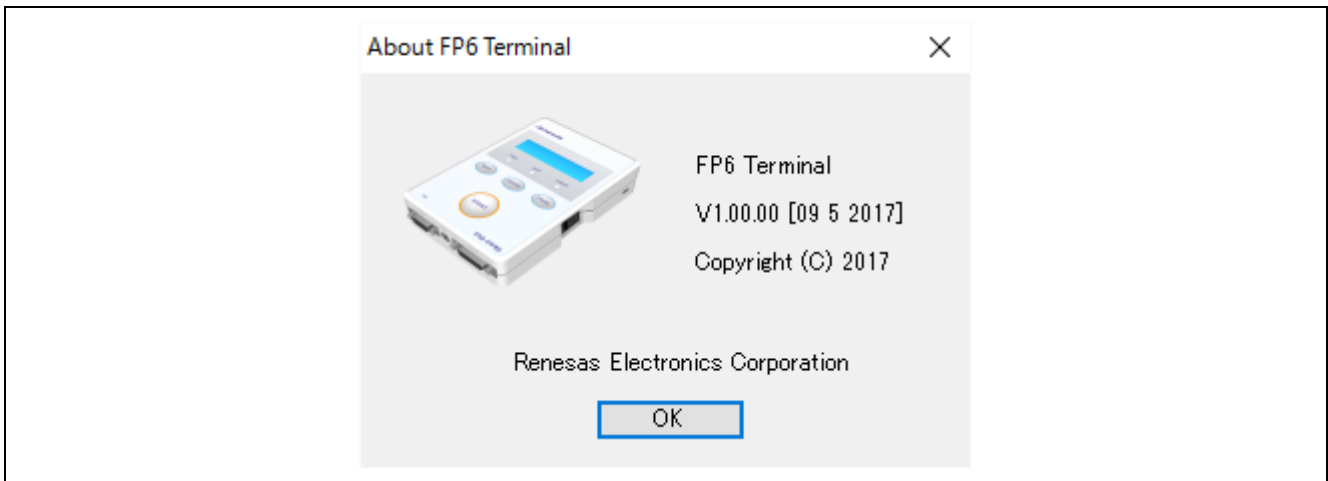 About FP6 Terminal
FP6 Terminal
V1.00.00 [09 5 2017]
Copyright (C) 2017
Renesas Electronics Corporation
OK